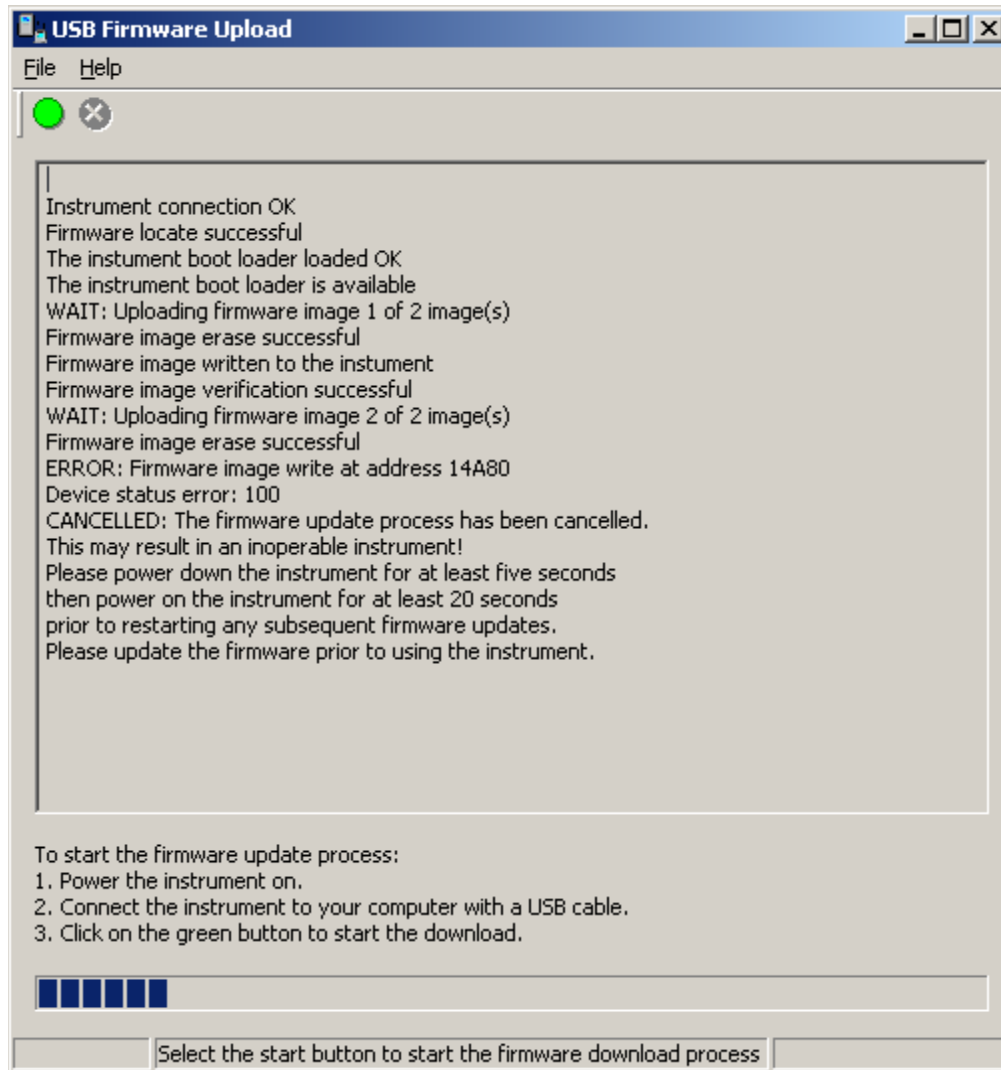 USB Firmware Upload
File Help
Instrument connection OK
Firmware locate successful
The instument boot loader loaded OK
The instrument boot loader is available
WAIT: Uploading firmware image 1 of 2 image(s)
Firmware image erase successful
Firmware image written to the instument
Firmware image verification successful
WAIT: Uploading firmware image 2 of 2 image(s)
Firmware image erase successful
ERROR: Firmware image write at address 14A80
Device status error: 100
CANCELLED: The firmware update process has been cancelled.
This may result in an inoperable instrument!
Please power down the instrument for at least five seconds
then power on the instrument for at least 20 seconds
prior to restarting any subsequent firmware updates.
Please update the firmware prior to using the instrument.
To start the firmware update process:
1. Power the instrument on.
2. Connect the instrument to your computer with a USB cable.
3. Click on the green button to start the download.
Select the start button to start the firmware download process